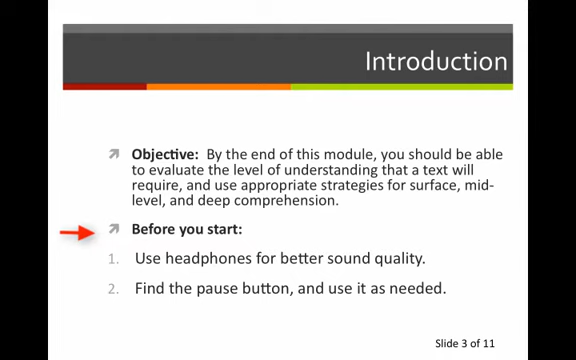 Introduction
Objective: By the end of this module, you should be able
to evaluate the level of understanding that a text will
require, and use appropriate strategies for surface, mid-
level, and deep comprehension.
Before you start:
1. Use headphones for better sound quality.
2. Find the pause button, and use it as needed.
Slide 3 of 11